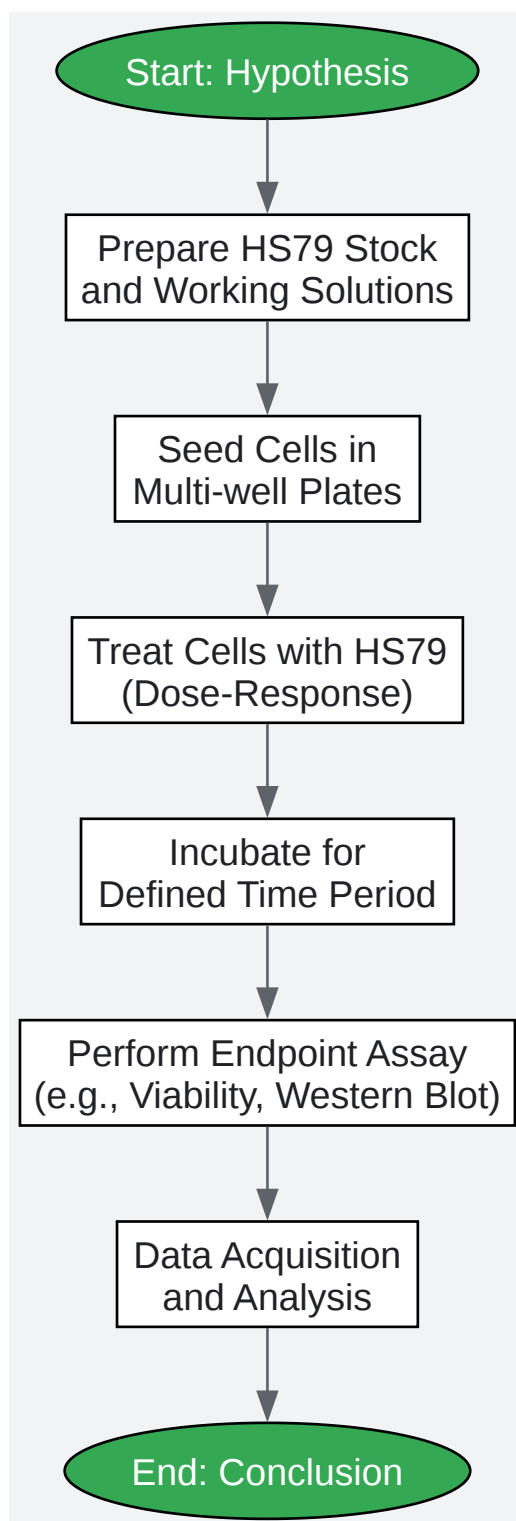 Start: Hypothesis
Prepare HS79 Stock
and Working Solutions
Seed Cells in
Multi-well Plates
Treat Cells with HS79
(Dose-Response)
Incubate for
Defined Time Period
Perform Endpoint Assay
(e.g., Viability, Western Blot)
Data Acquisition
and Analysis
End: Conclusion